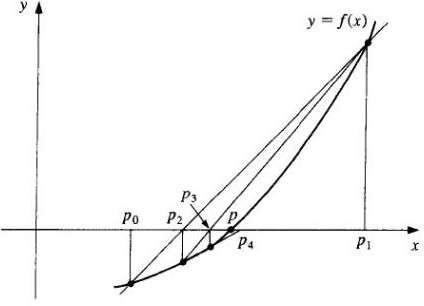 y
y = f(x)
p₃
p₀
p₂
p
p₄
p₁
x